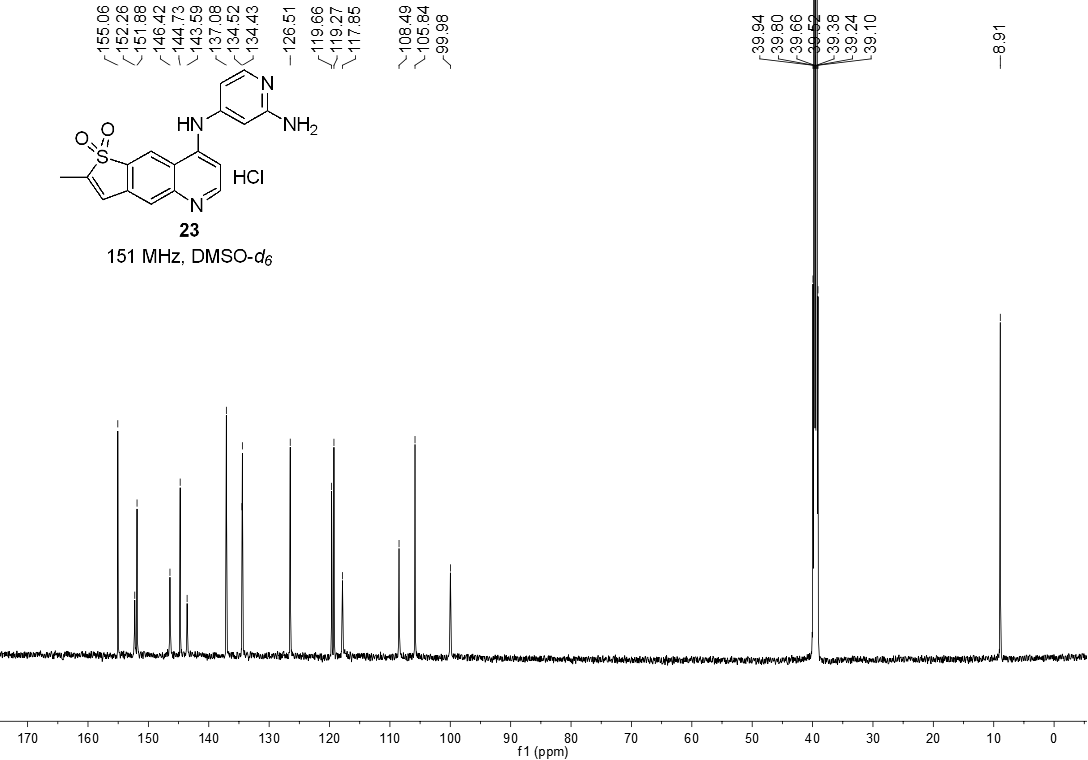 155.06
152.26
151.88
146.42
144.73
143.59
137.08
134.52
134.43
126.51
119.66
119.27
117.85
108.49
105.84
99.98
39.94
39.80
39.66
39.52
39.38
39.24
39.10
8.91
N
HN
NH2
O
O
S
HCl
N
23
151 MHz, DMSO-d6
170 160 150 140 130 120 110 100 90 80 70 60 50 40 30 20 10 0
f1 (ppm)